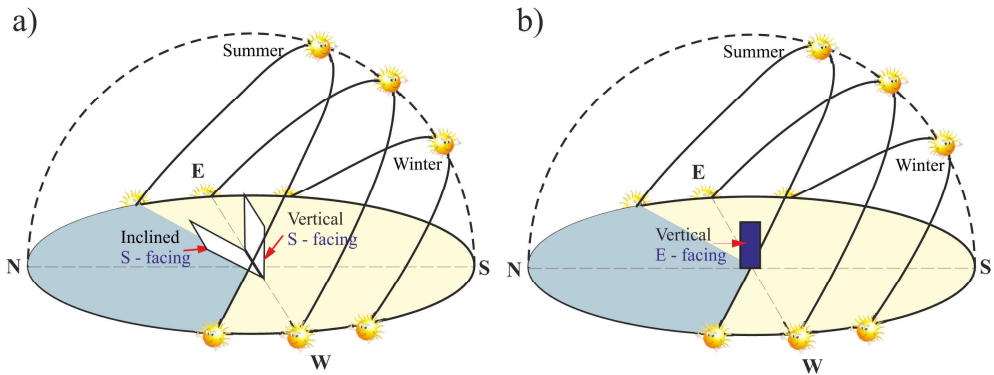 a)
Summer
Winter
E
Inclined
S - facing
Vertical
S - facing
N
S
W
b)
Summer
Winter
E
Vertical
E - facing
N
S
W